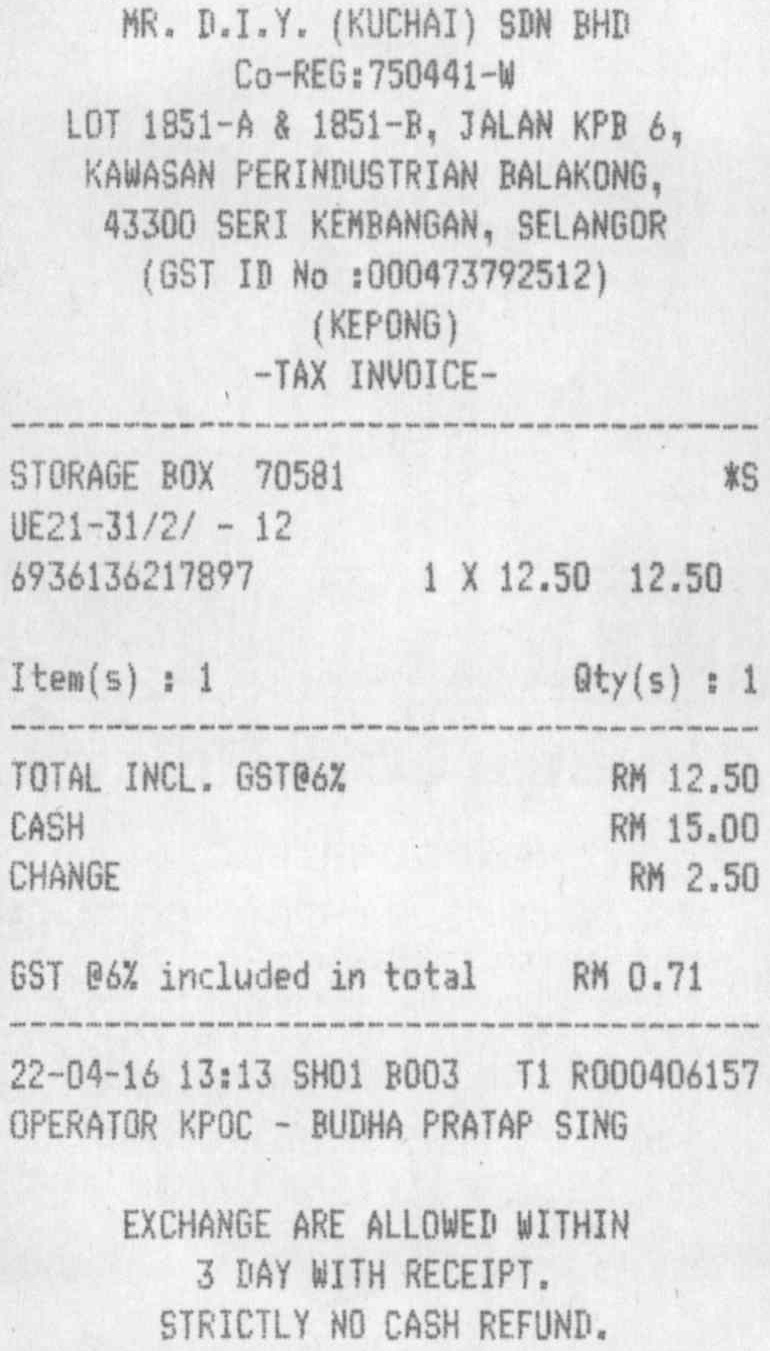 MR. D.I.Y. (KUCHAI) SDN BHD
Co-REG:750441-W
LOT 1851-A & 1851-B, JALAN KPB 6,
KAWASAN PERINDUSTRIAN BALAKONG,
43300 SERI KEMBANGAN, SELANGOR
(GST ID No :000473792512)
(KEPONG)
-TAX INVOICE-
STORAGE BOX 70581 *S
UE21-31/2/ - 12
6936136217897 1 X 12.50 12.50
Item(s) : 1 Qty(s) : 1
TOTAL INCL. GST@6% RM 12.50
CASH RM 15.00
CHANGE RM 2.50
GST @6% included in total RM 0.71
22-04-16 13:13 SH01 B003 T1 R000406157
OPERATOR KPOC - BUDHA PRATAP SING
EXCHANGE ARE ALLOWED WITHIN
3 DAY WITH RECEIPT.
STRICTLY NO CASH REFUND.